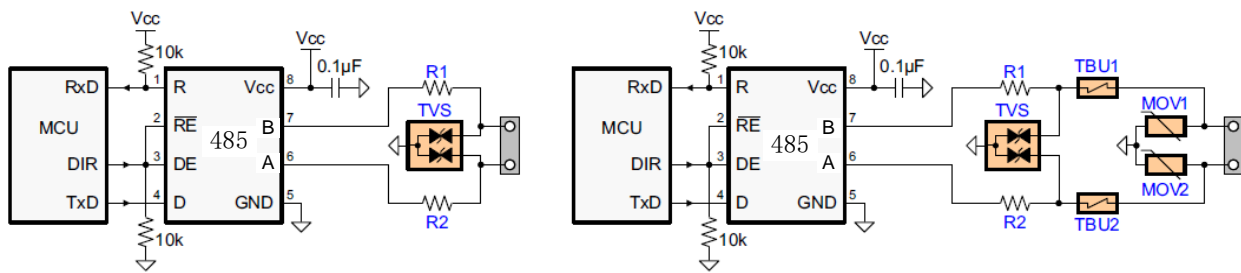 Vcc
10k
Vcc
0.1µF
RxD
1
R
Vcc
8
R1
MCU
2
RE
485
B
7
TVS
DIR
3
DE
A
6
TxD
4
D
GND
5
R2
10k
Vcc
10k
Vcc
0.1µF
RxD
1
R
Vcc
8
R1
TBU1
MCU
2
RE
485
B
7
TVS
MOV1
DIR
3
DE
A
6
MOV2
TxD
4
D
GND
5
R2
TBU2
10k